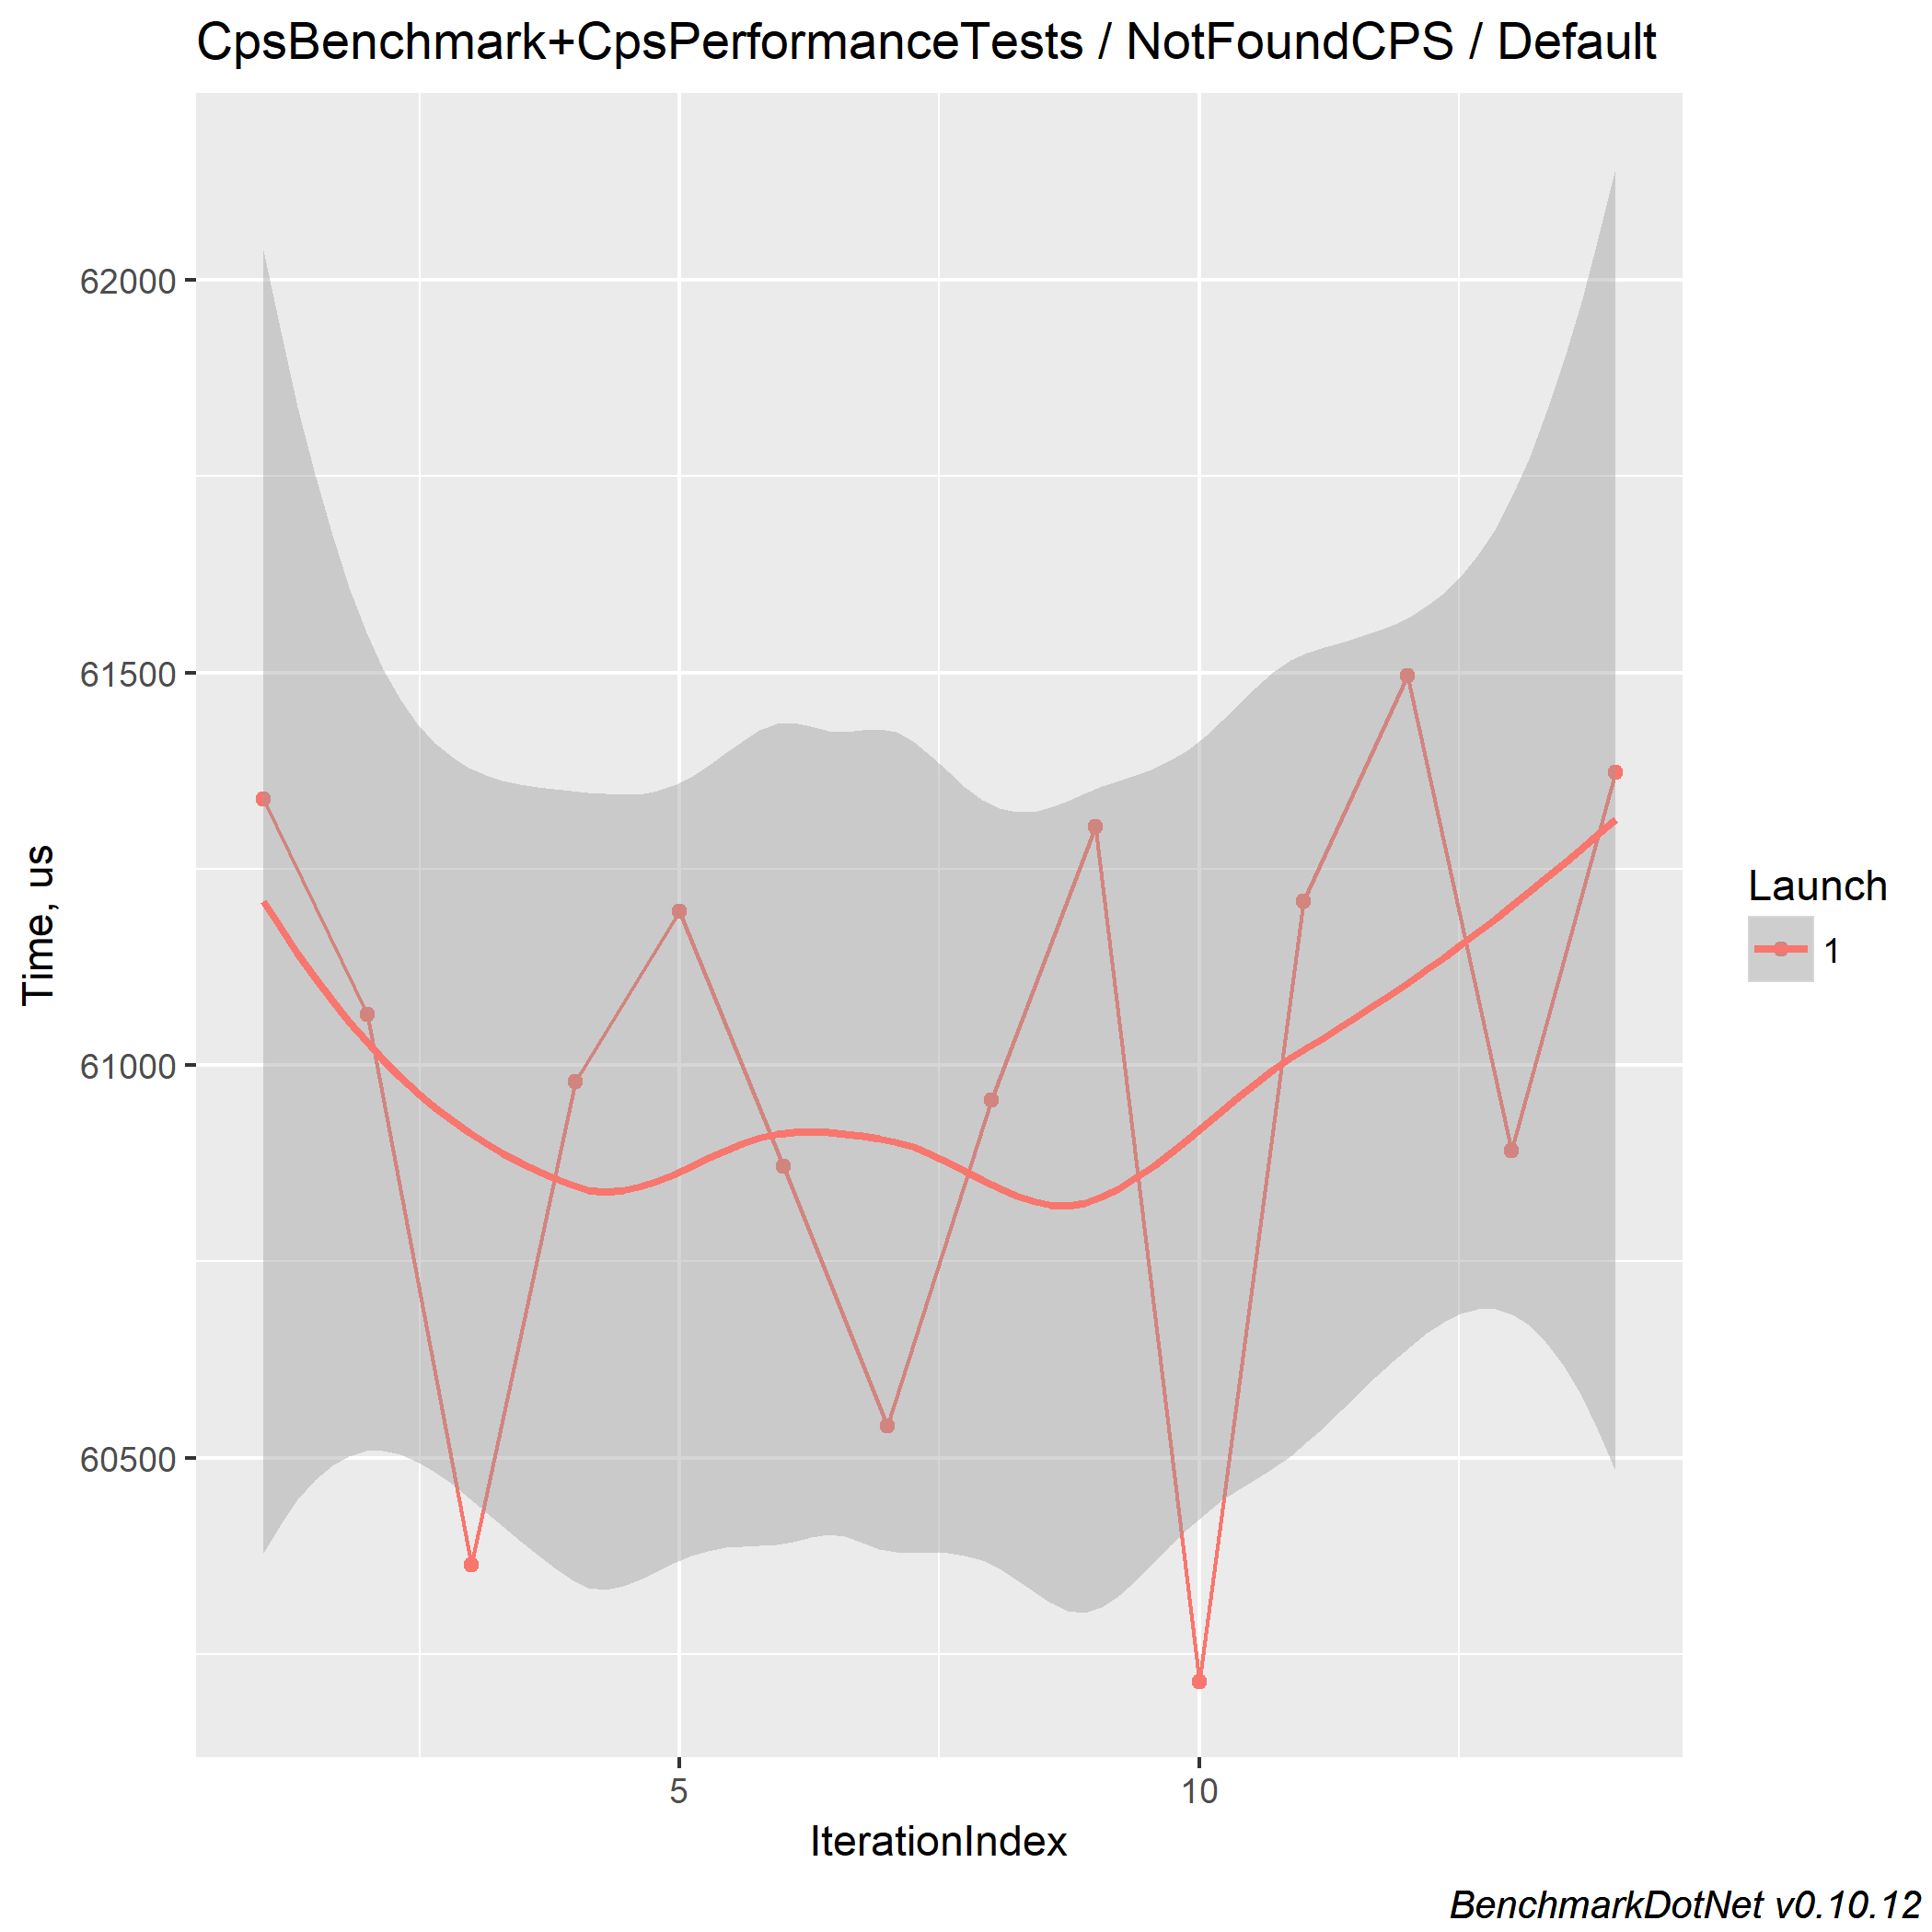 CpsBenchmark+CpsPerformanceTests / NotFoundCPS / Default
62000
61500
61000
60500
Time, us
5
10
IterationIndex
Launch
1
BenchmarkDotNet v0.10.12